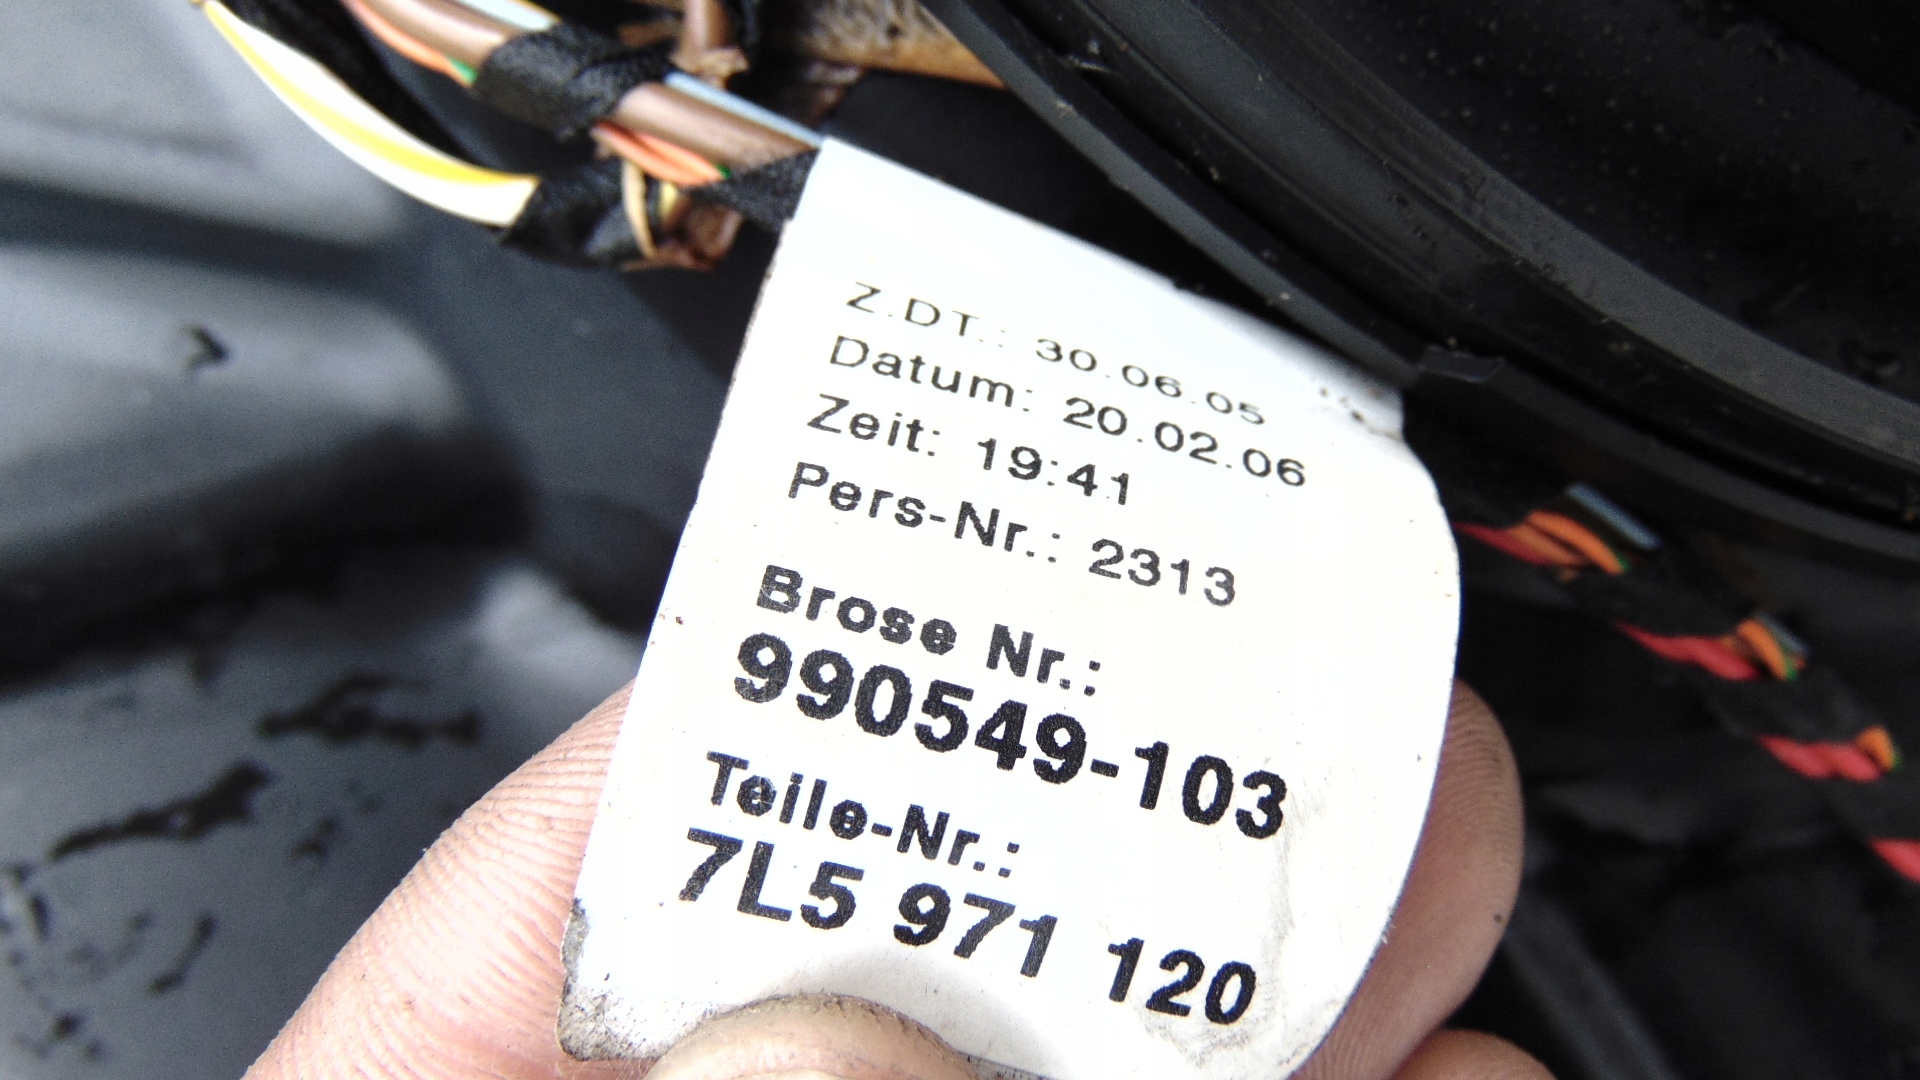 Z.DT.: 30.06.05
Datum: 20.02.06
Zeit: 19:41
Pers-Nr.: 2313
Brose Nr.:
990549-103
Teile-Nr.:
7L5 971 120